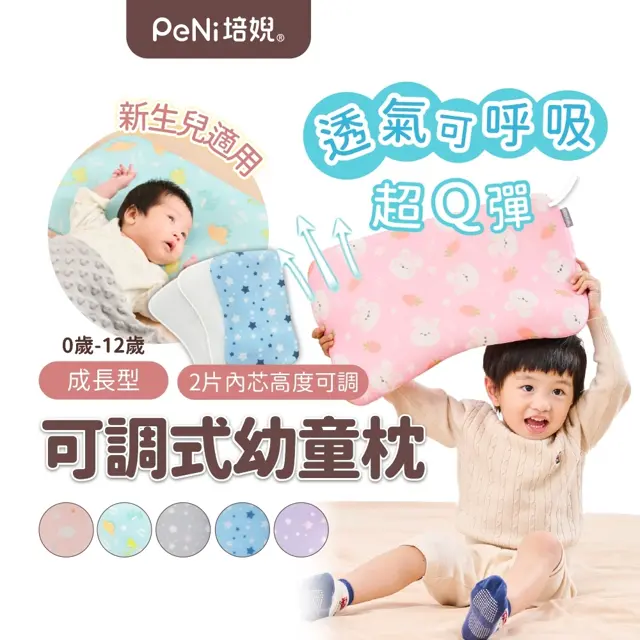 PeNi培婗®
新生兒適用
透氣可呼吸
超Q彈
0歲-12歲
成長型
2片內芯高度可調
可調式幼童枕